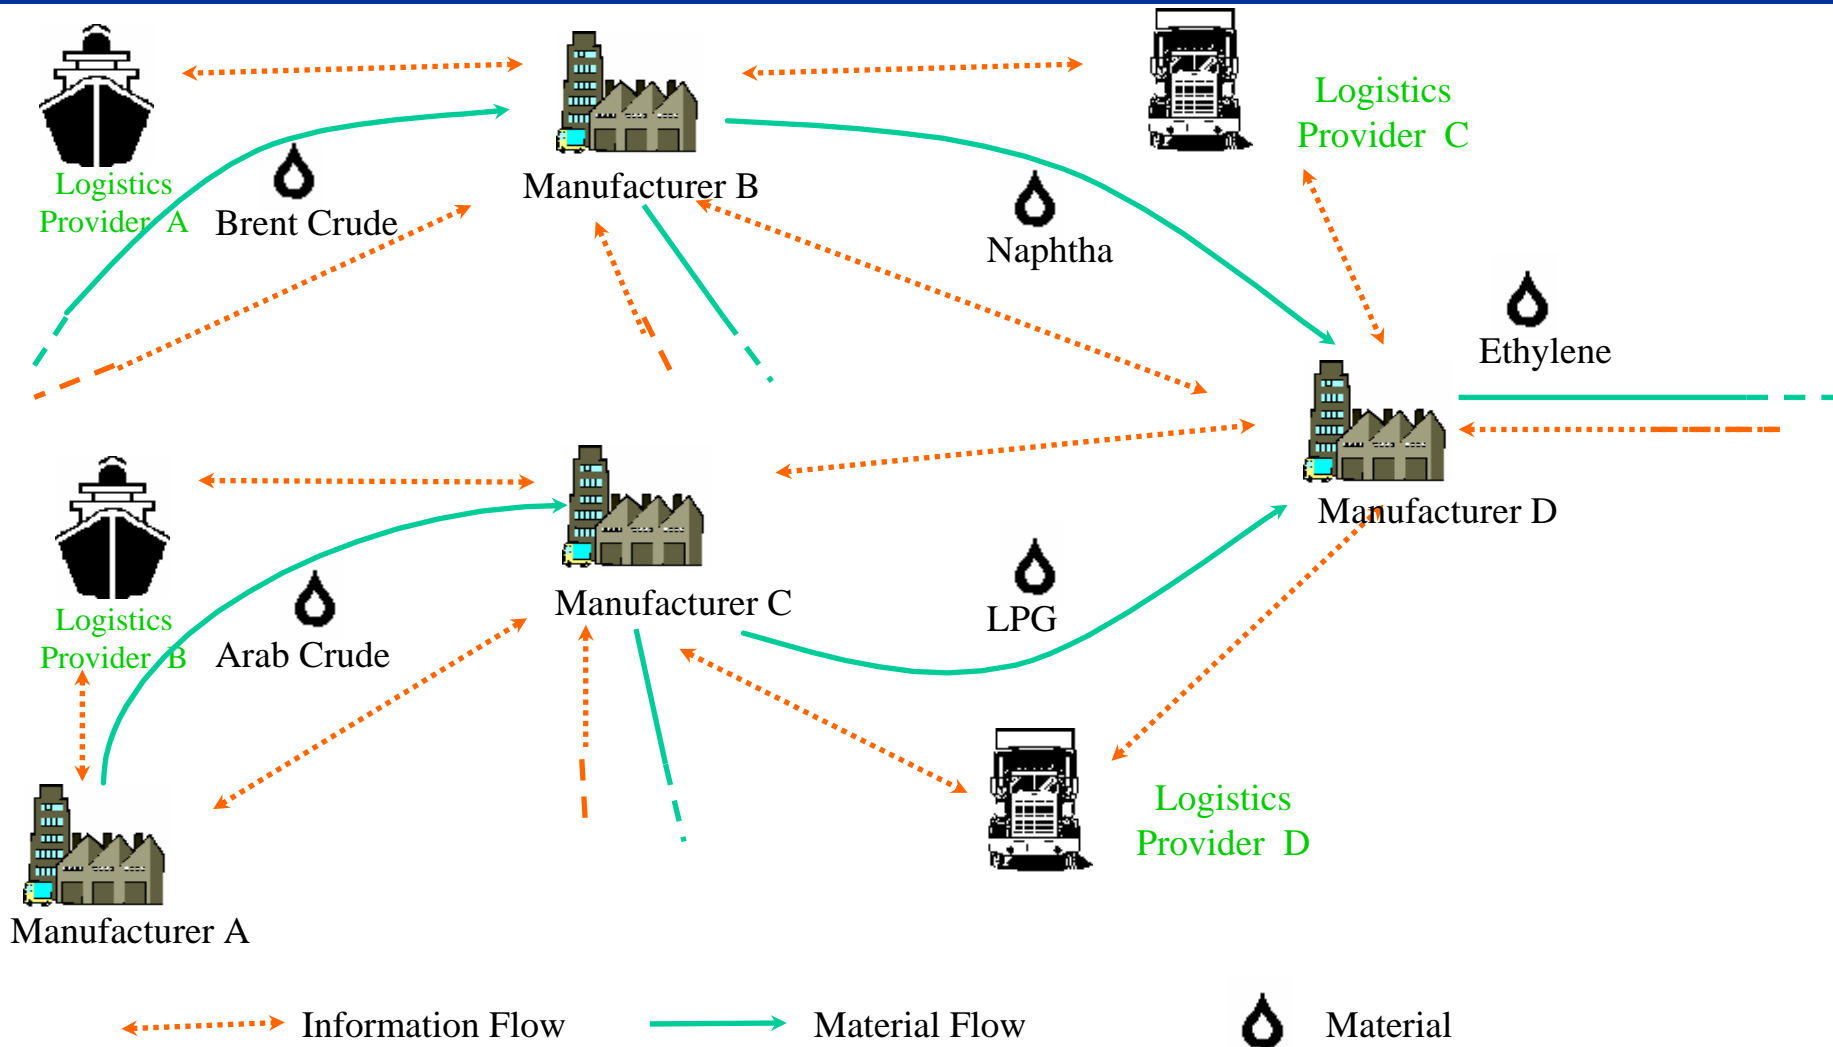 Logistics
Provider A
Brent Crude
Manufacturer B
Logistics
Provider C
Naphtha
Ethylene
Logistics
Provider B
Arab Crude
Manufacturer C
LPG
Manufacturer D
Manufacturer A
Logistics
Provider D
Information Flow
Material Flow
Material